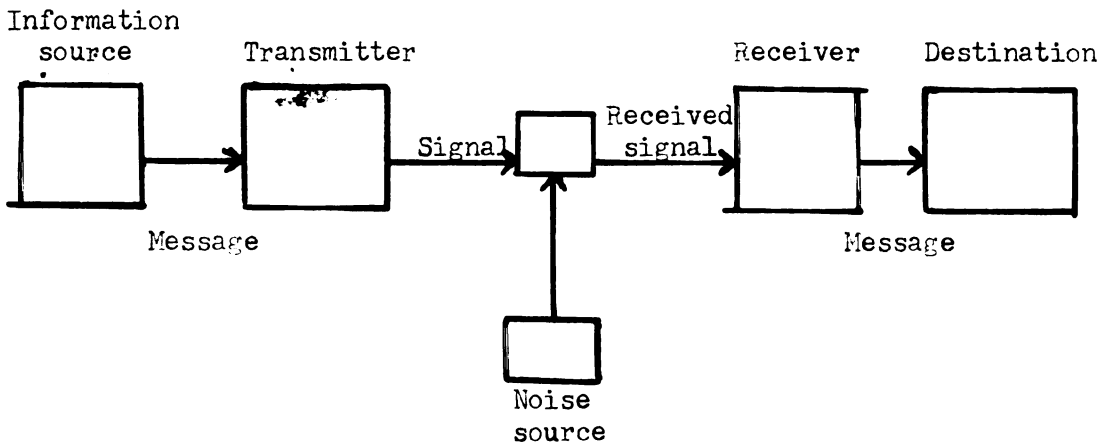 Information
source
Transmitter
Receiver
Destination
Signal
Received
signal
Message
Message
Noise
source